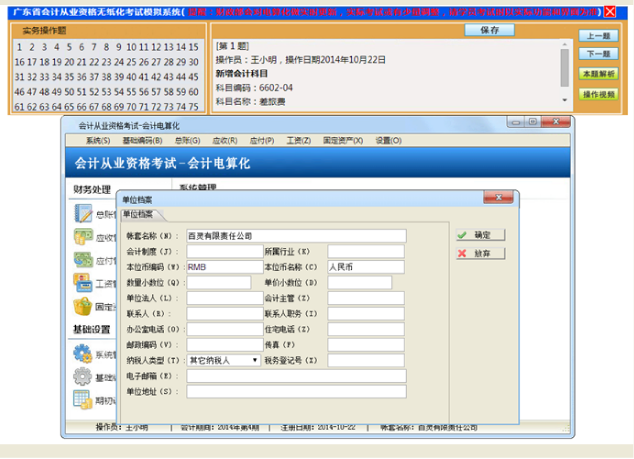 广东省会计从业资格无纸化考试模拟系统(
实务操作题
保存
1 2 3 4 5 6 7 8 9 10 11 12 13 14 15
16 17 18 19 20 21 22 23 24 25 26 27 28 29 30
31 32 33 34 35 36 37 38 39 40 41 42 43 44 45
46 47 48 49 50 51 52 53 54 55 56 57 58 59 60
61 62 63 64 65 66 67 68 69 70 71 72 73 74 75
[第 1 题]
操作员：王小明，操作日期2014年10月22日
新增会计科目
科目编码：6602-04
科目名称：差旅费
上一题
下一题
本题解析
操作视频
会计从业资格考试-会计电算化
系统(S) 基础编码(B) 总账(G) 应收(R) 应付(P) 工资(Z) 固定资产(X) 设置(O)
会计从业资格考试-会计电算化
财务处理
系统管理
总账
应收
应付
工资
固定
基础设置
系统
基础
期初
单位档案
单位档案
帐套名称(N)： 百灵有限责任公司
会计制度(J)： 所属行业(K)
本位币编码(W)： RMB 本位币名称(C) 人民币
数量小数位(Q)： 单价小数位(D)
单位法人(L)： 会计主管(Z)
联系人(R)： 联系人职务(I)
办公室电话(O)： 住宅电话(Z)
邮政编码(V)： 传真(F)
纳税人类型(T)： 其它纳税人 税务登记号(X)
电子邮箱(E)：
单位地址(S)：
确定
放弃
操作员：王小明 | 会计期间：2014年第4期 | 注册日期：2014-10-22 | 帐套名称：百灵有限责任公司